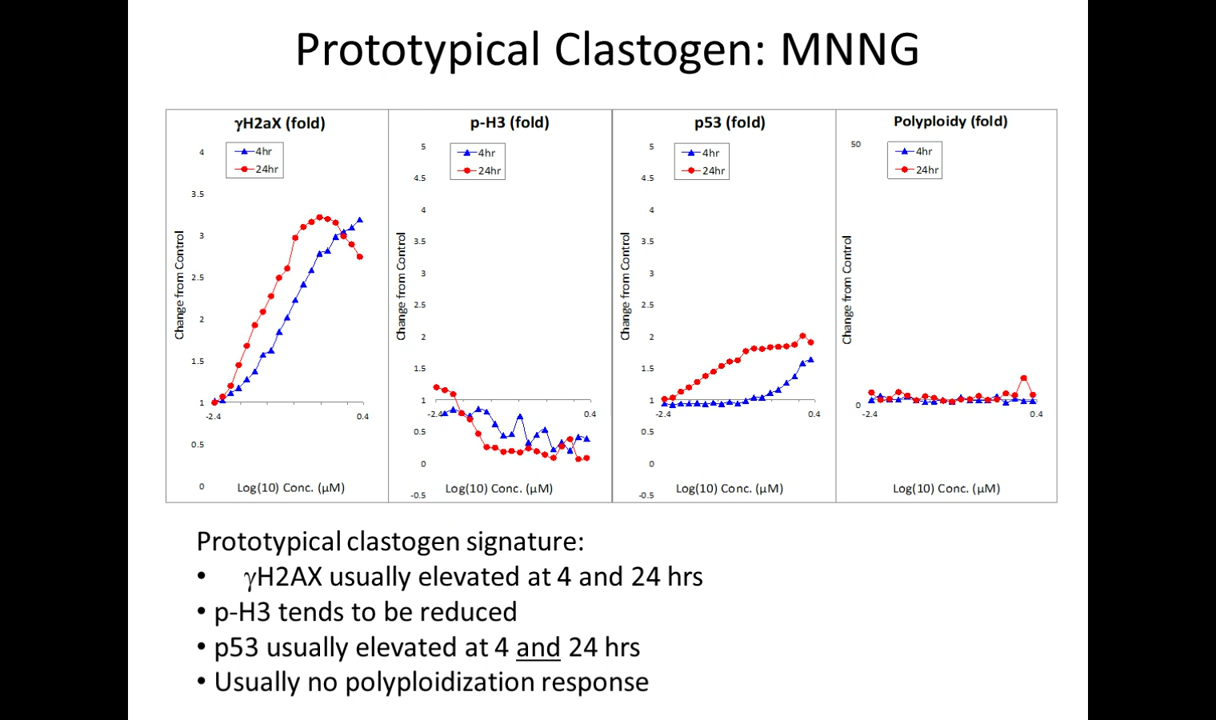 Prototypical Clastogen: MNNG
γH2aX (fold)
4hr
24hr
Change from Control
4
3.5
3
2.5
2
1.5
1
0.5
0
-2.4
0.4
Log(10) Conc. (μM)
p-H3 (fold)
4hr
24hr
Change from Control
5
4.5
4
3.5
3
2.5
2
1.5
1
0.5
0
-0.5
-2.4
0.4
Log(10) Conc. (μM)
p53 (fold)
4hr
24hr
Change from Control
5
4.5
4
3.5
3
2.5
2
1.5
1
0.5
0
-0.5
-2.4
0.4
Log(10) Conc. (μM)
Polyploidy (fold)
4hr
24hr
Change from Control
50
0
-2.4
0.4
Log(10) Conc. (μM)
Prototypical clastogen signature:
• γH2AX usually elevated at 4 and 24 hrs
• p-H3 tends to be reduced
• p53 usually elevated at 4 and 24 hrs
• Usually no polyploidization response